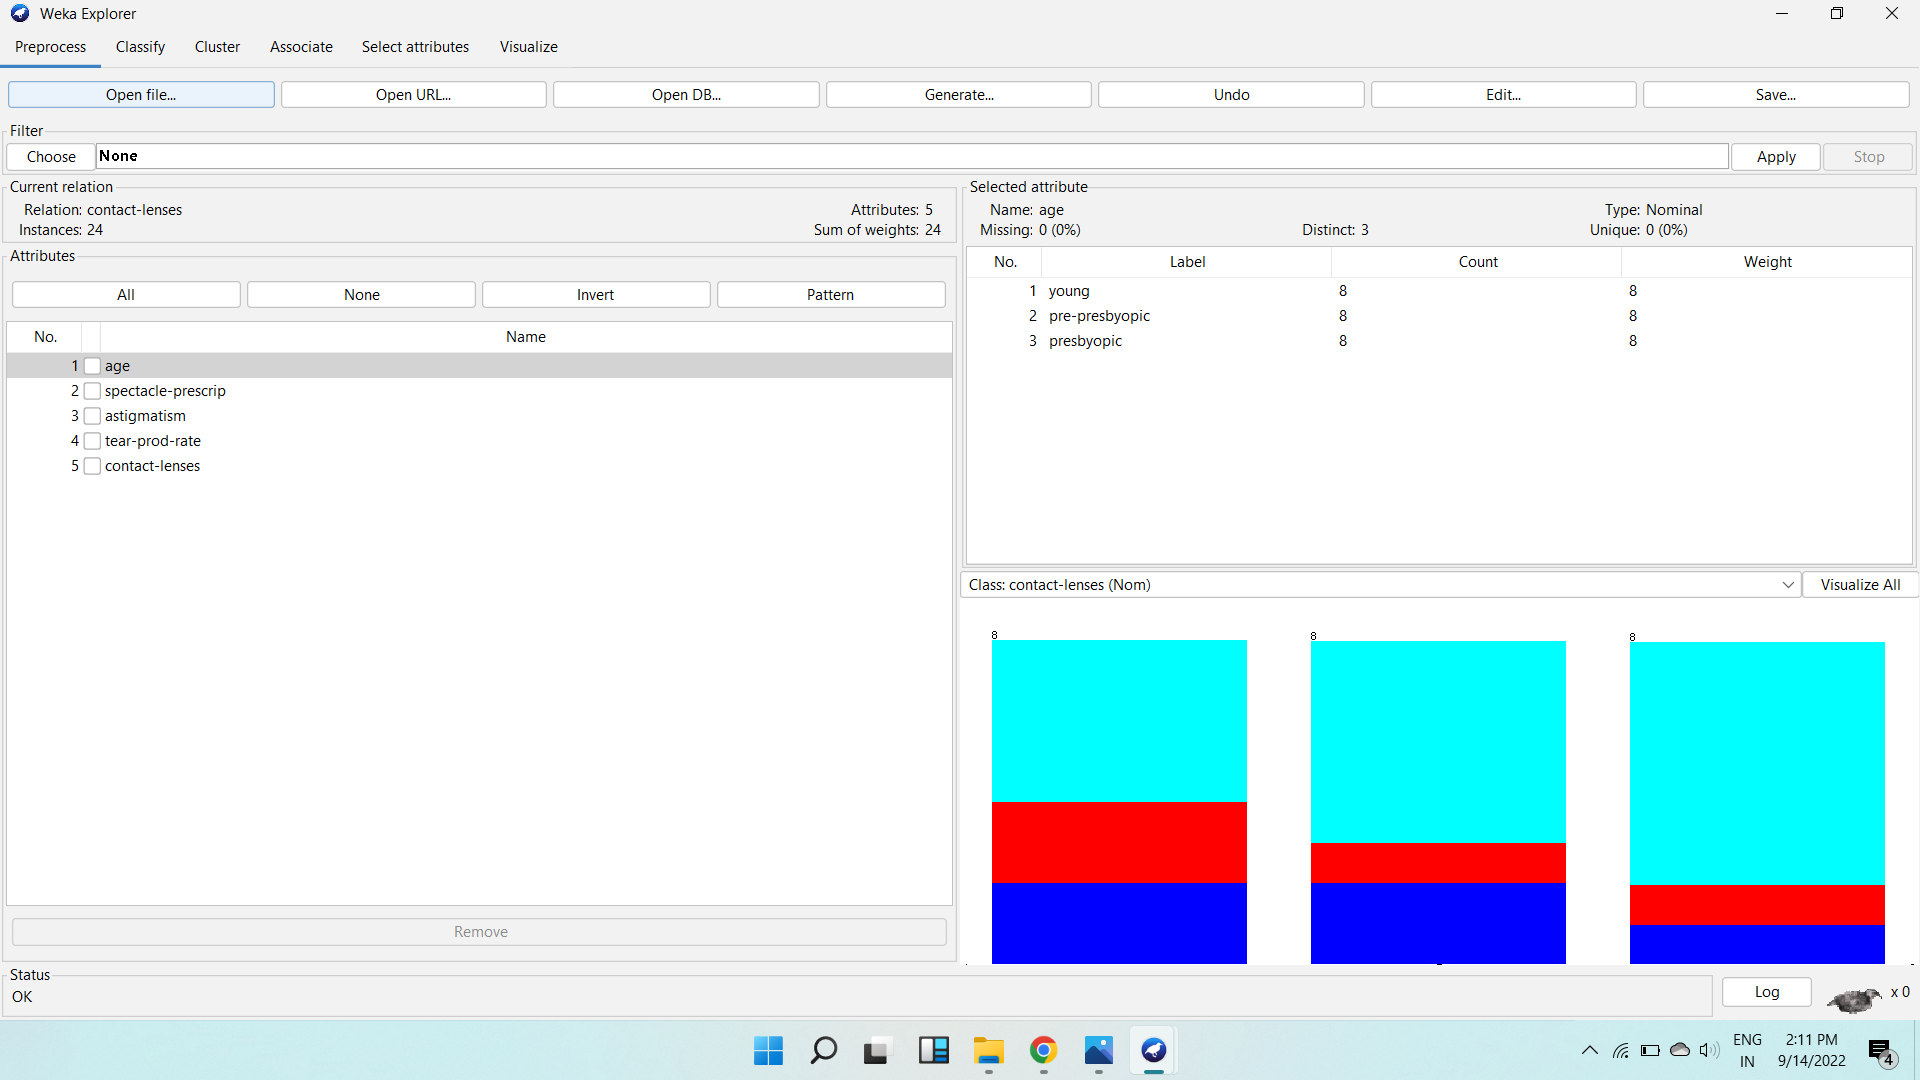 Weka Explorer
Preprocess Classify Cluster Associate Select attributes Visualize
Open file... Open URL... Open DB... Generate... Undo Edit... Save...
Filter
Choose None Apply Stop
Current relation
Relation: contact-lenses Attributes: 5
Instances: 24 Sum of weights: 24
Attributes
All None Invert Pattern
No. Name
1 age
2 spectacle-prescrip
3 astigmatism
4 tear-prod-rate
5 contact-lenses
Remove
Selected attribute
Name: age Type: Nominal
Missing: 0 (0%) Distinct: 3 Unique: 0 (0%)
No. Label Count Weight
1 young 8 8
2 pre-presbyopic 8 8
3 presbyopic 8 8
Class: contact-lenses (Nom) Visualize All
8 8 8
Status
OK
Log x 0
ENG 2:11 PM
IN 9/14/2022 4